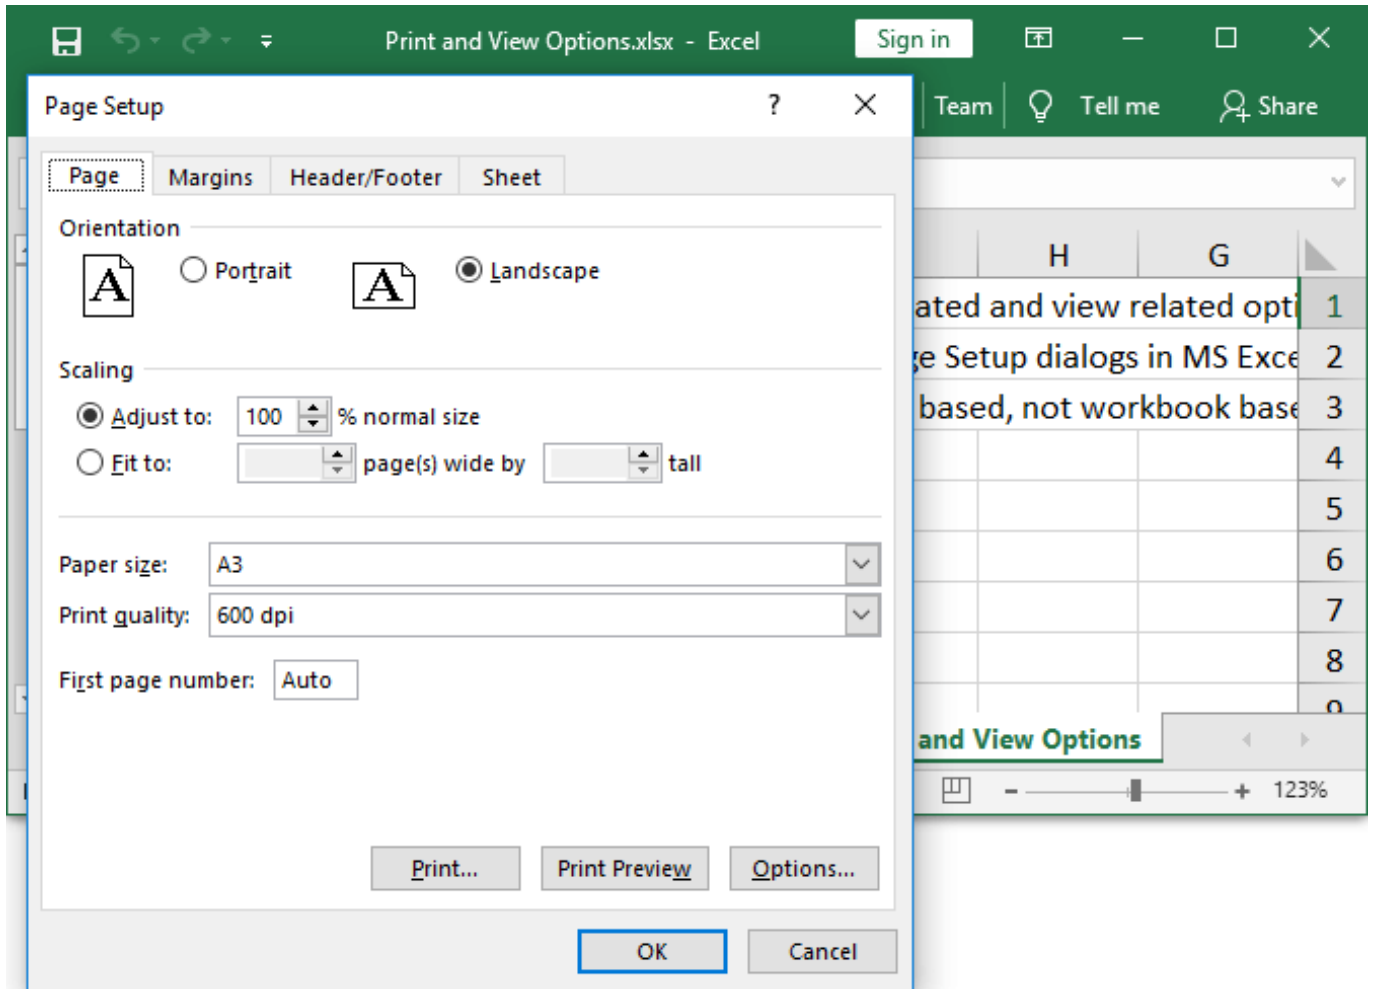 Print and View Options.xlsx - Excel
Sign in
Page Setup
?
Team
Tell me
Share
Page
Margins
Header/Footer
Sheet
Orientation
A
Portrait
A
Landscape
H
G
ated and view related opti
1
Scaling
ge Setup dialogs in MS Exce
2
Adjust to:
100
% normal size
based, not workbook base
3
Fit to:
page(s) wide by
tall
4
5
Paper size:
A3
6
Print quality:
600 dpi
7
First page number:
Auto
8
9
and View Options
123%
Print...
Print Preview
Options...
OK
Cancel